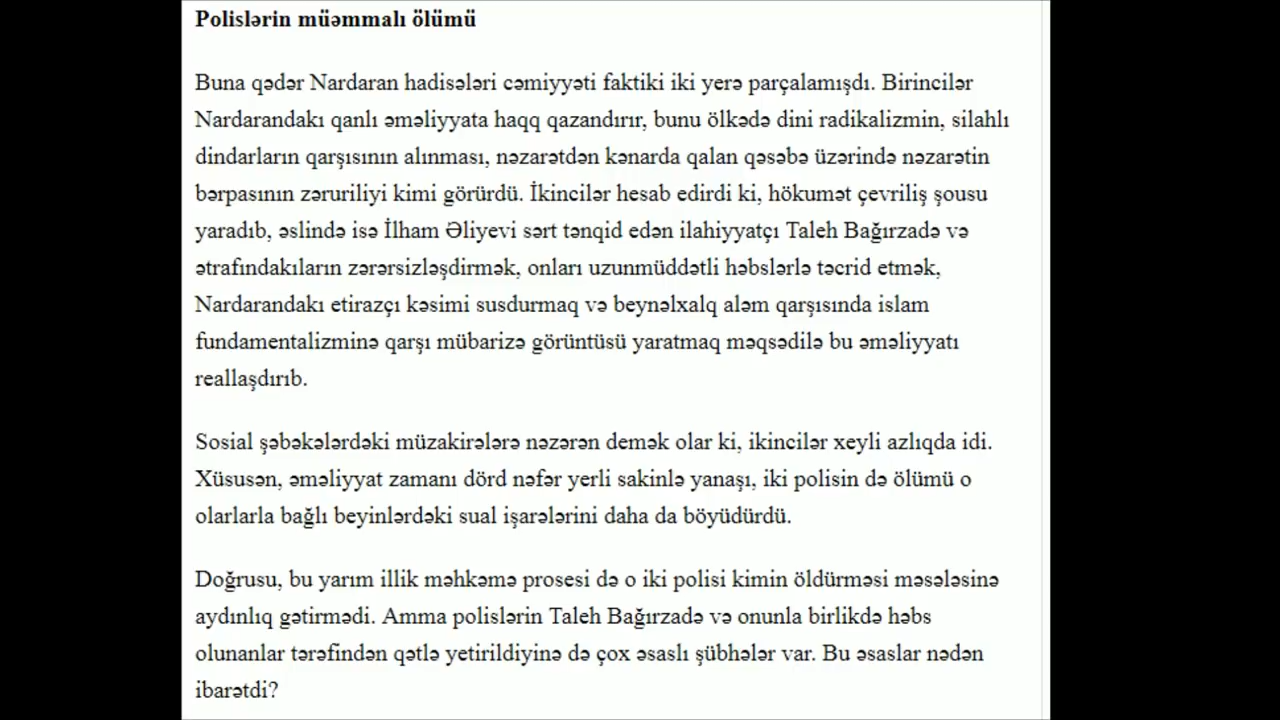 Polislərin müəmmalı ölümü
Buna qədər Nardaran hadisələri cəmiyyəti faktiki iki yerə parçalamışdı. Birincilər
Nardarandakı qanlı əməliyyata haqq qazandırır, bunu ölkədə dini radikalizmin, silahlı
dindarların qarşısının alınması, nəzarətdən kənarda qalan qəsəbə üzərində nəzarətin
bərpasının zəruriliyi kimi görürdü. İkincilər hesab edirdi ki, hökumət çevriliş şousu
yaradıb, əslində isə İlham Əliyevi sərt tənqid edən ilahiyyatçı Taleh Bağırzadə və
ətrafındakıların zərərsizləşdirmək, onları uzunmüddətli həbslərlə təcrid etmək,
Nardarandakı etirazçı kəsimi susdurmaq və beynəlxalq aləm qarşısında islam
fundamentalizminə qarşı mübarizə görüntüsü yaratmaq məqsədilə bu əməliyyatı
reallaşdırıb.
Sosial şəbəkələrdəki müzakirələrə nəzərən demək olar ki, ikincilər xeyli azlıqda idi.
Xüsusən, əməliyyat zamanı dörd nəfər yerli sakinlə yanaşı, iki polisin də ölümü o
olarlarla bağlı beyinlərdəki sual işarələrini daha da böyüdürdü.
Doğrusu, bu yarım illik məhkəmə prosesi də o iki polisi kimin öldürməsi məsələsinə
aydınlıq gətirmədi. Amma polislərin Taleh Bağırzadə və onunla birlikdə həbs
olunanlar tərəfindən qətlə yetirildiyinə də çox əsaslı şübhələr var. Bu əsaslar nədən
ibarətdi?